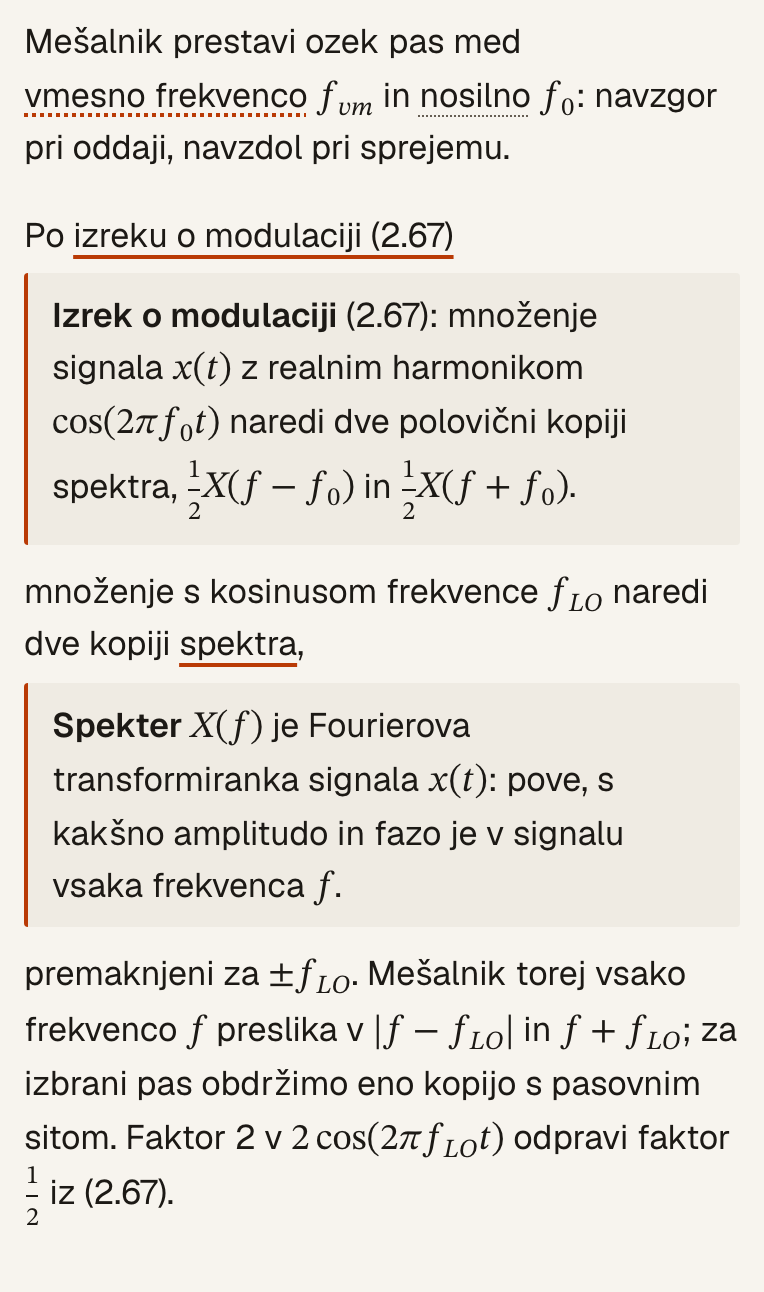 Mešalnik prestavi ozek pas med
vmesno frekvenco f_{vm} in nosilno f_0: navzgor
pri oddaji, navzdol pri sprejemu.
Po izreku o modulaciji (2.67)
Izrek o modulaciji (2.67): množenje
signala x(t) z realnim harmonikom
cos(2πf_0t) naredi dve polovični kopiji
spektra, \frac{1}{2}X(f − f_0) in \frac{1}{2}X(f + f_0).
množenje s kosinusom frekvence f_{LO} naredi
dve kopiji spektra,
Spekter X(f) je Fourierova
transformiranka signala x(t): pove, s
kakšno amplitudo in fazo je v signalu
vsaka frekvenca f.
premaknjeni za ±f_{LO}. Mešalnik torej vsako
frekvenco f preslika v |f − f_{LO}| in f + f_{LO}; za
izbrani pas obdržimo eno kopijo s pasovnim
sitom. Faktor 2 v 2 cos(2πf_{LO}t) odpravi faktor
\frac{1}{2} iz (2.67).